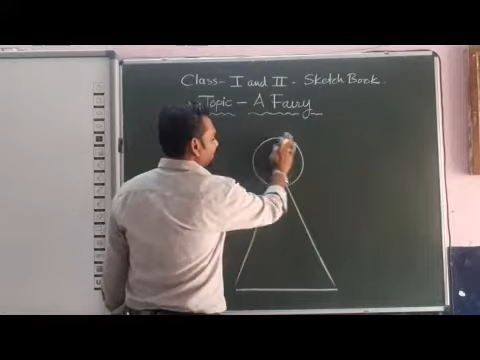 Class - I and II - Sketch Book.
Topic - A Fairy